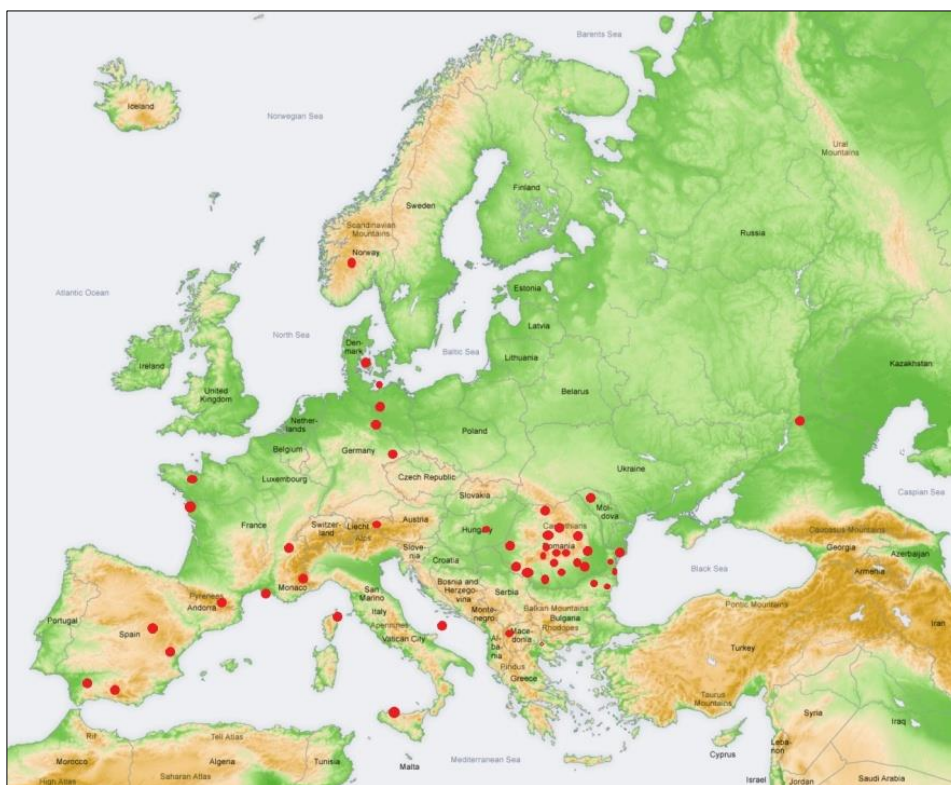 Barents Sea
Iceland
Norwegian Sea
Ural
Mountains
Finland
Sweden
Scandinavian
Mountains
Norway
Russia
Atlantic Ocean
Estonia
North Sea
Latvia
Den-
mark
Baltic Sea
Lithuania
Ireland
Kazakhstan
United
Kingdom
Belarus
Nether-
lands
Poland
Belgium
Germany
Czech Republic
Ukraine
Luxembourg
Slovakia
Caspian Sea
Mol-
dova
France
Switzer-
land
Liecht.
Alps
Austria
Hungary
Carpathians
Romania
Caucasus Mountains
Slove-
nia
Croatia
Georgia
Azerbaijan
Armenia
Black Sea
Monaco
San
Marino
Bosnia and
Herzego-
vina
Serbia
Pyrenees
Andorra
Italy
Apennines
Vatican City
Monte-
negro
Balkan Mountains
Bulgaria
Rhodopes
Pontic Mountains
Iran
Portugal
Spain
Mace-
donia
Al-
ba-
nia
Pindus
Greece
Turkey
Taurus
Mountains
Syria
Iraq
Rif
Tell Atlas
Cyprus
Leba-
non
Morocco
Algeria
Tunisia
Malta
Mediterranean Sea
High Atlas
Saharan Atlas
Israel
Jordan
Saudi Arabia